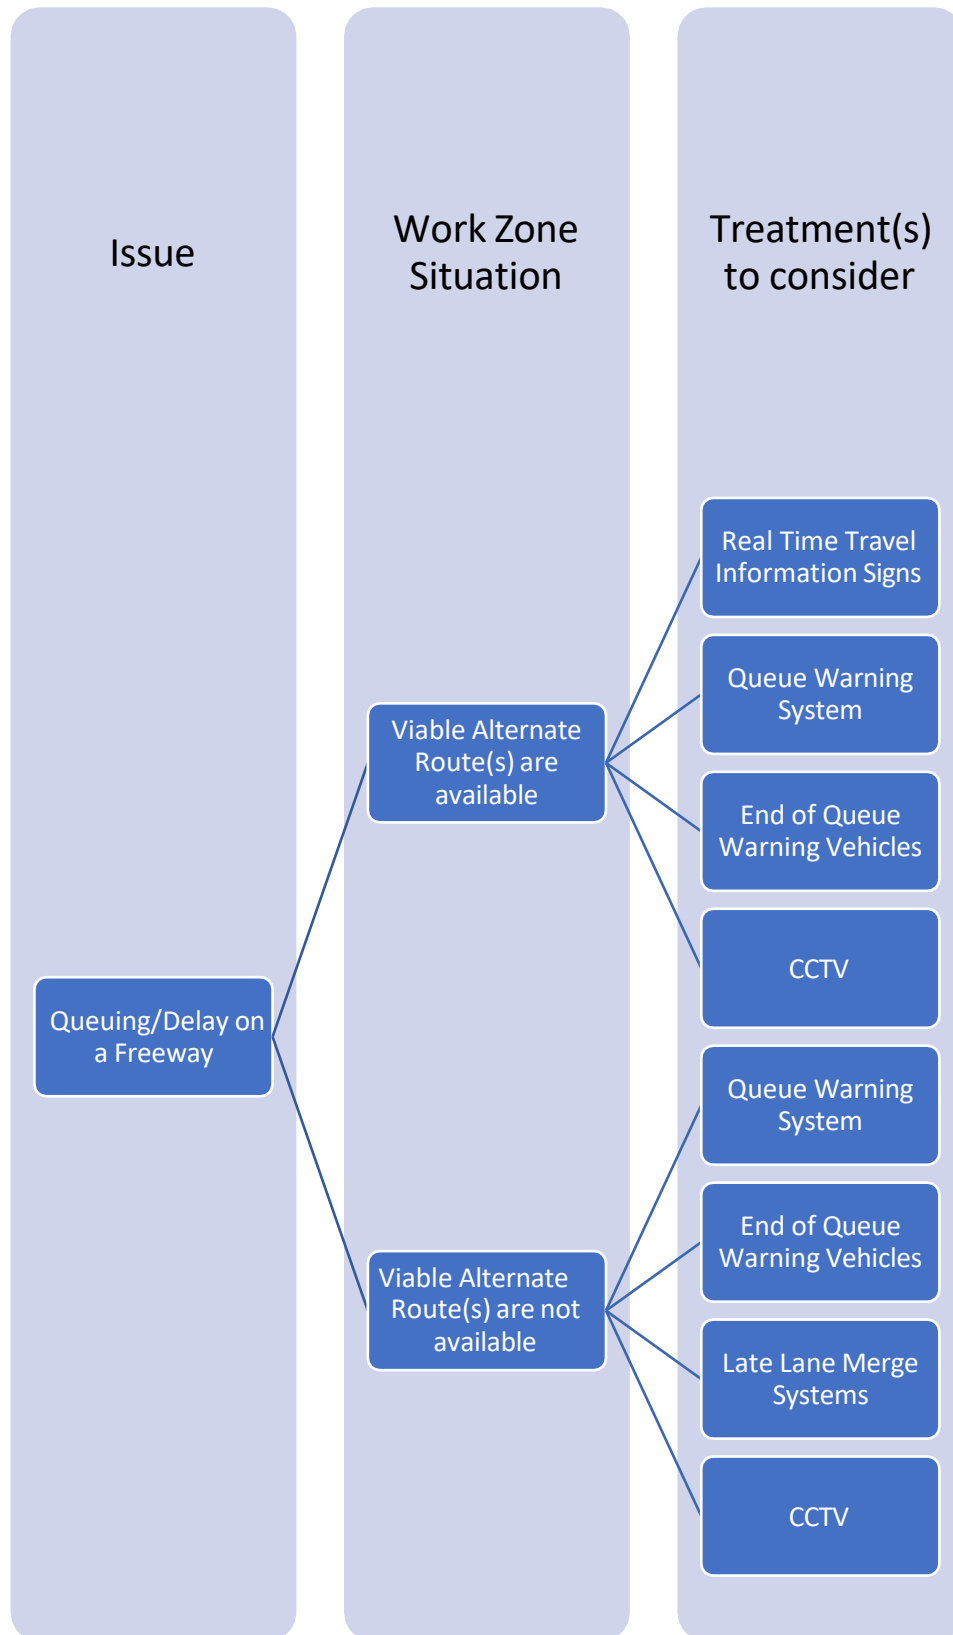 Issue
Work Zone
Situation
Treatment(s)
to consider
Queuing/Delay on
a Freeway
Viable Alternate
Route(s) are
available
Real Time Travel
Information Signs
Queue Warning
System
End of Queue
Warning Vehicles
CCTV
Viable Alternate
Route(s) are not
available
Queue Warning
System
End of Queue
Warning Vehicles
Late Lane Merge
Systems
CCTV